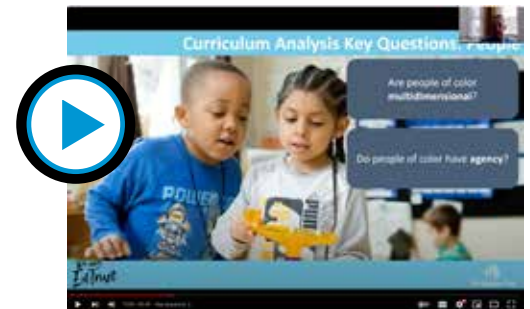 Curriculum Analysis Key Questions: People
Are people of color
multidimensional?
Do people of color have agency?
POWER
EdTrust